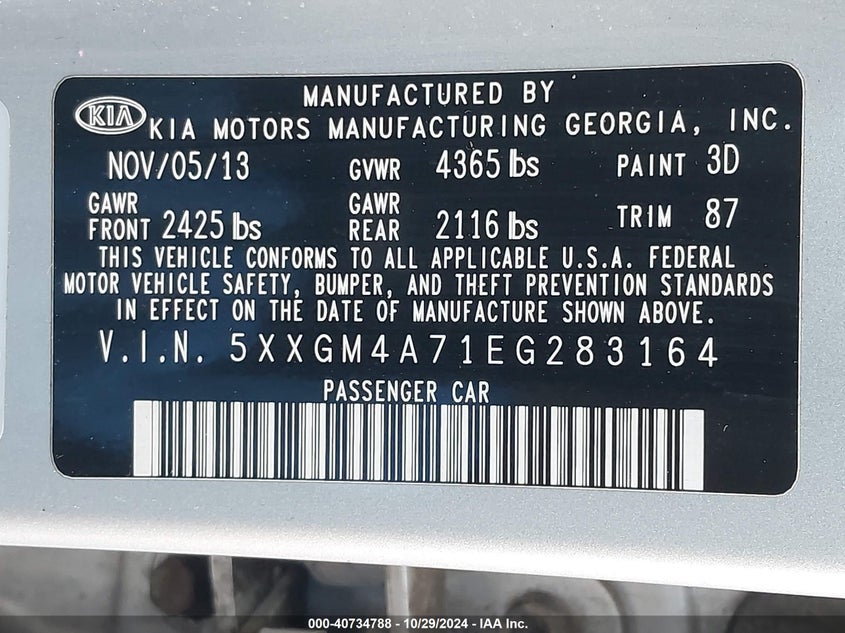 MANUFACTURED BY
KIA KIA MOTORS MANUFACTURING GEORGIA, INC.
NOV/05/13 GVWR 4365 lbs PAINT 3D
GAWR FRONT 2425 lbs GAWR REAR 2116 lbs TRIM 87
THIS VEHICLE CONFORMS TO ALL APPLICABLE U.S.A. FEDERAL
MOTOR VEHICLE SAFETY, BUMPER, AND THEFT PREVENTION STANDARDS
IN EFFECT ON THE DATE OF MANUFACTURE SHOWN ABOVE.
V.I.N. 5XXGM4A71EG283164
PASSENGER CAR
000-40734788 - 10/29/2024 - IAA Inc.